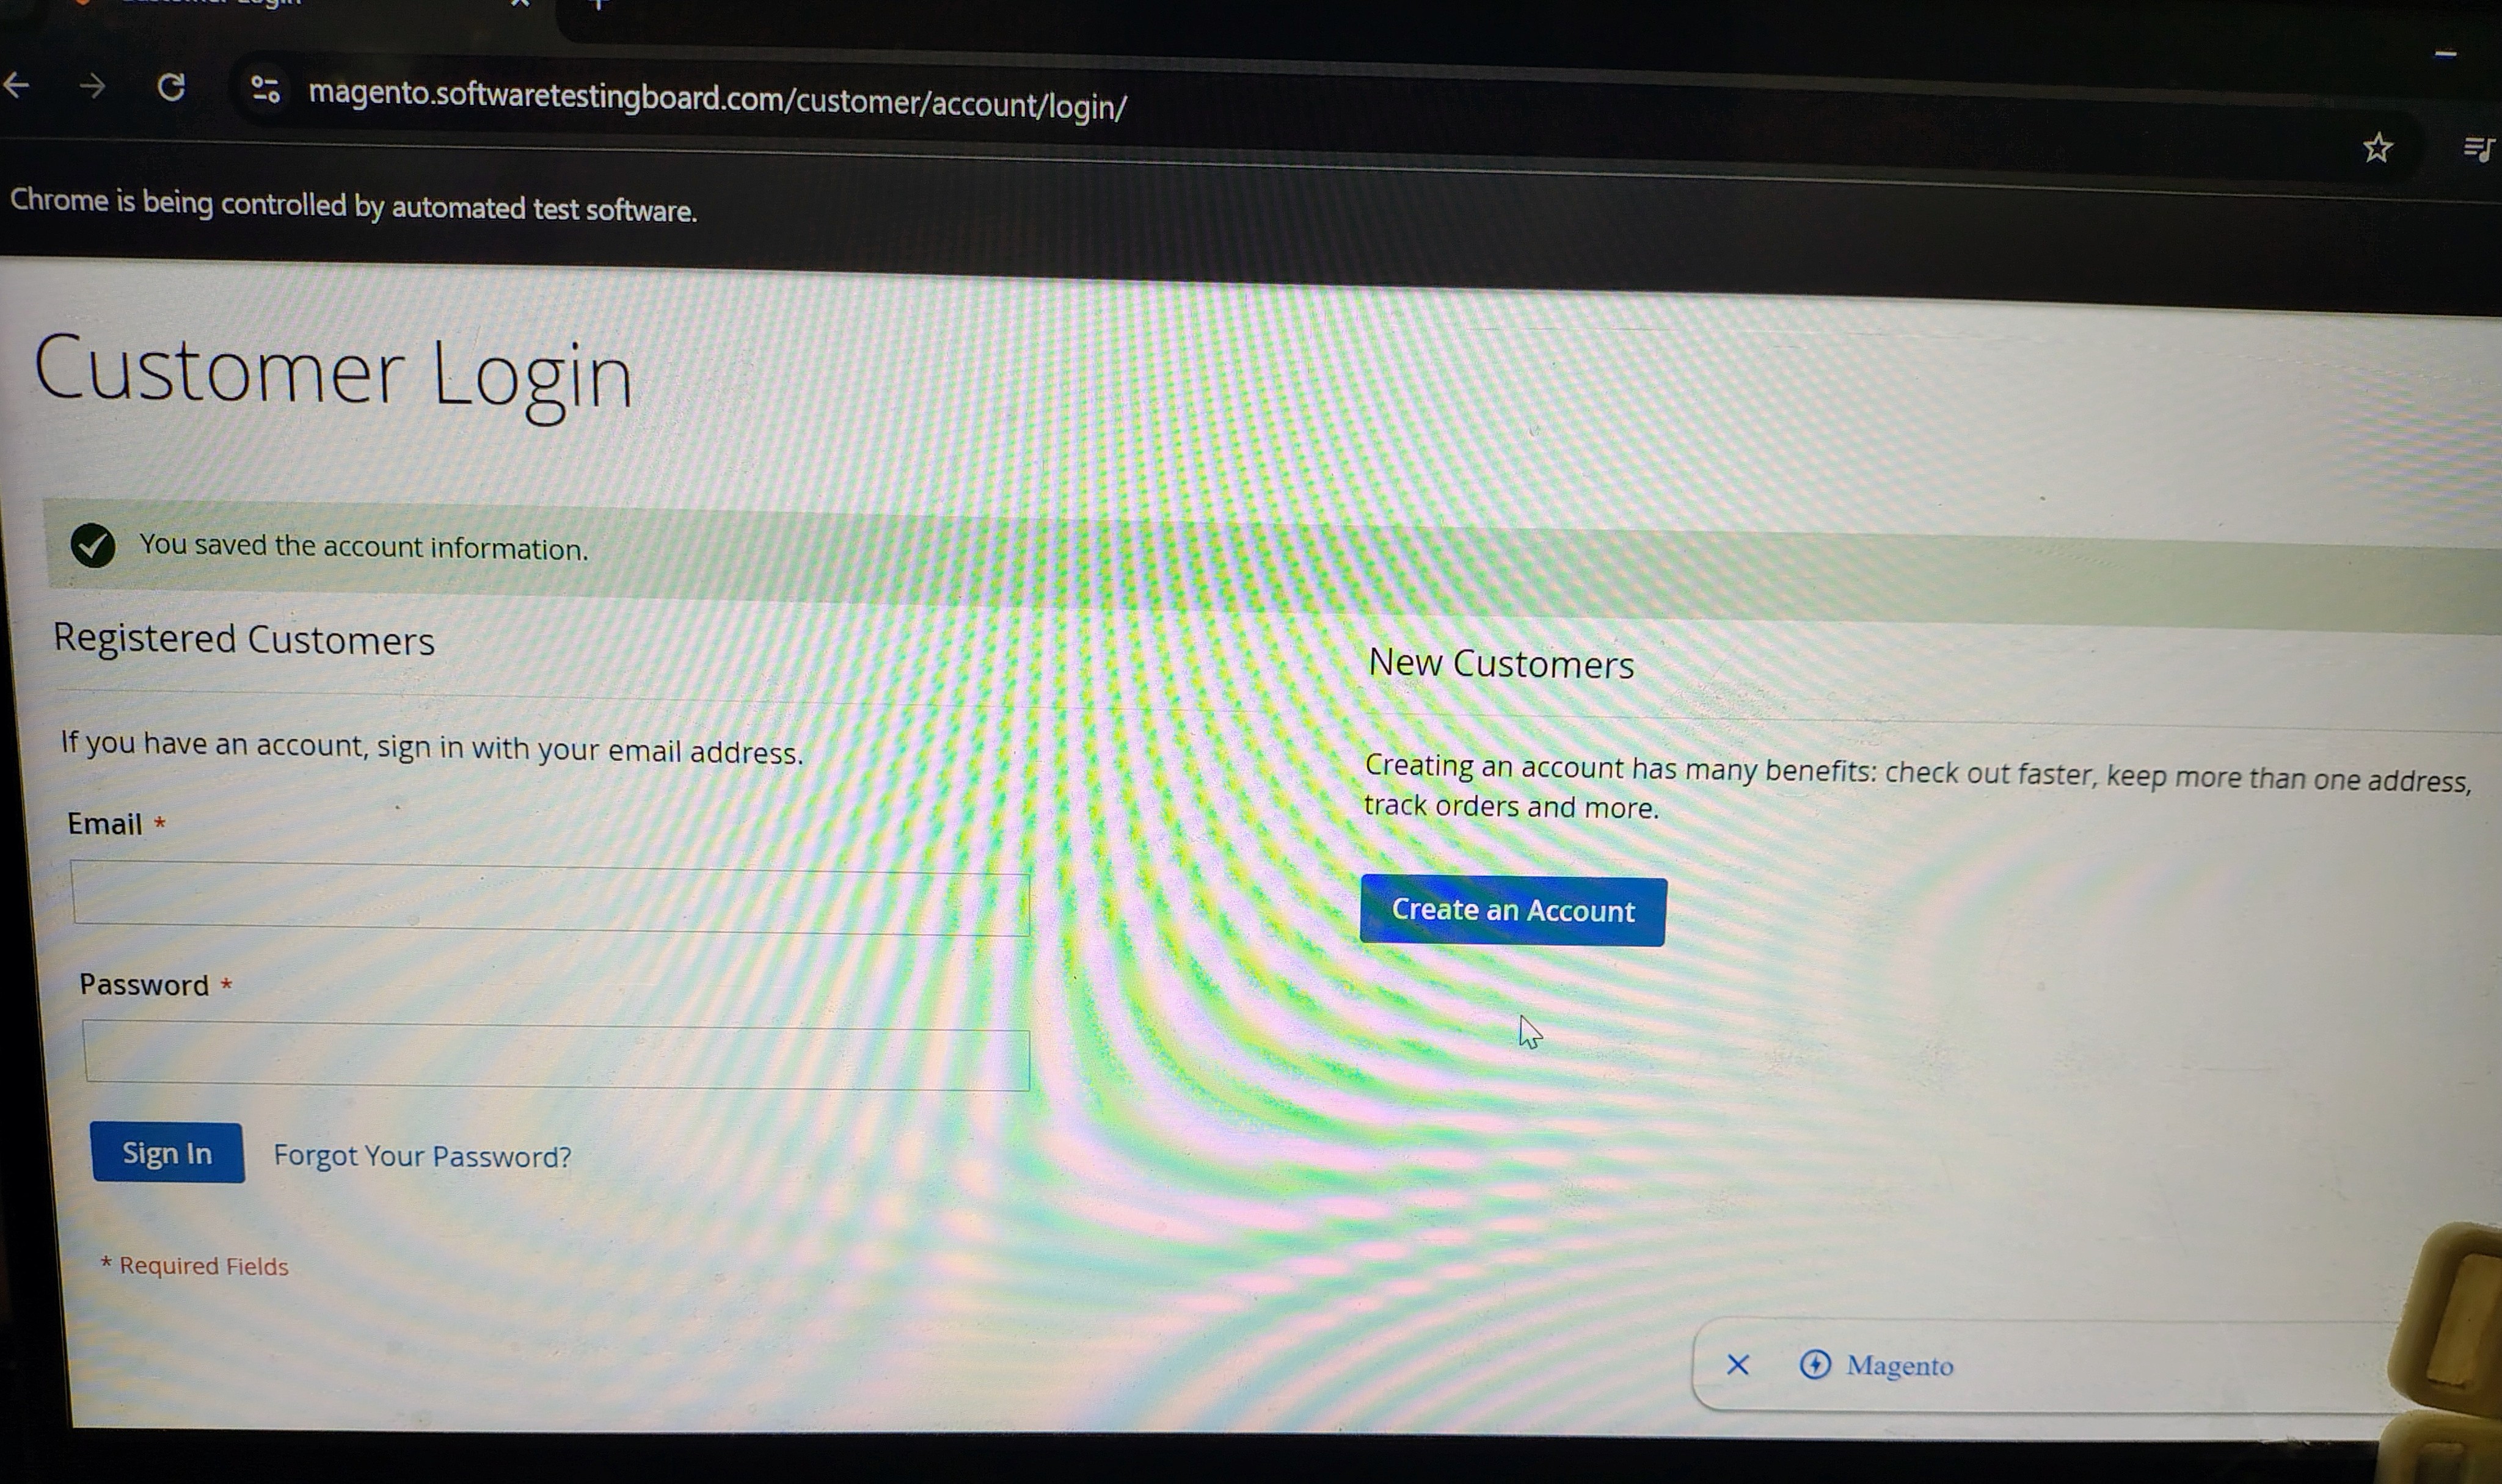 magento.softwaretestingboard.com/customer/account/login/
Chrome is being controlled by automated test software.
Customer Login
You saved the account information.
Registered Customers
If you have an account, sign in with your email address.
Email *
Password *
Sign In Forgot Your Password?
* Required Fields
New Customers
Creating an account has many benefits: check out faster, keep more than one address,
track orders and more.
Create an Account
Magento